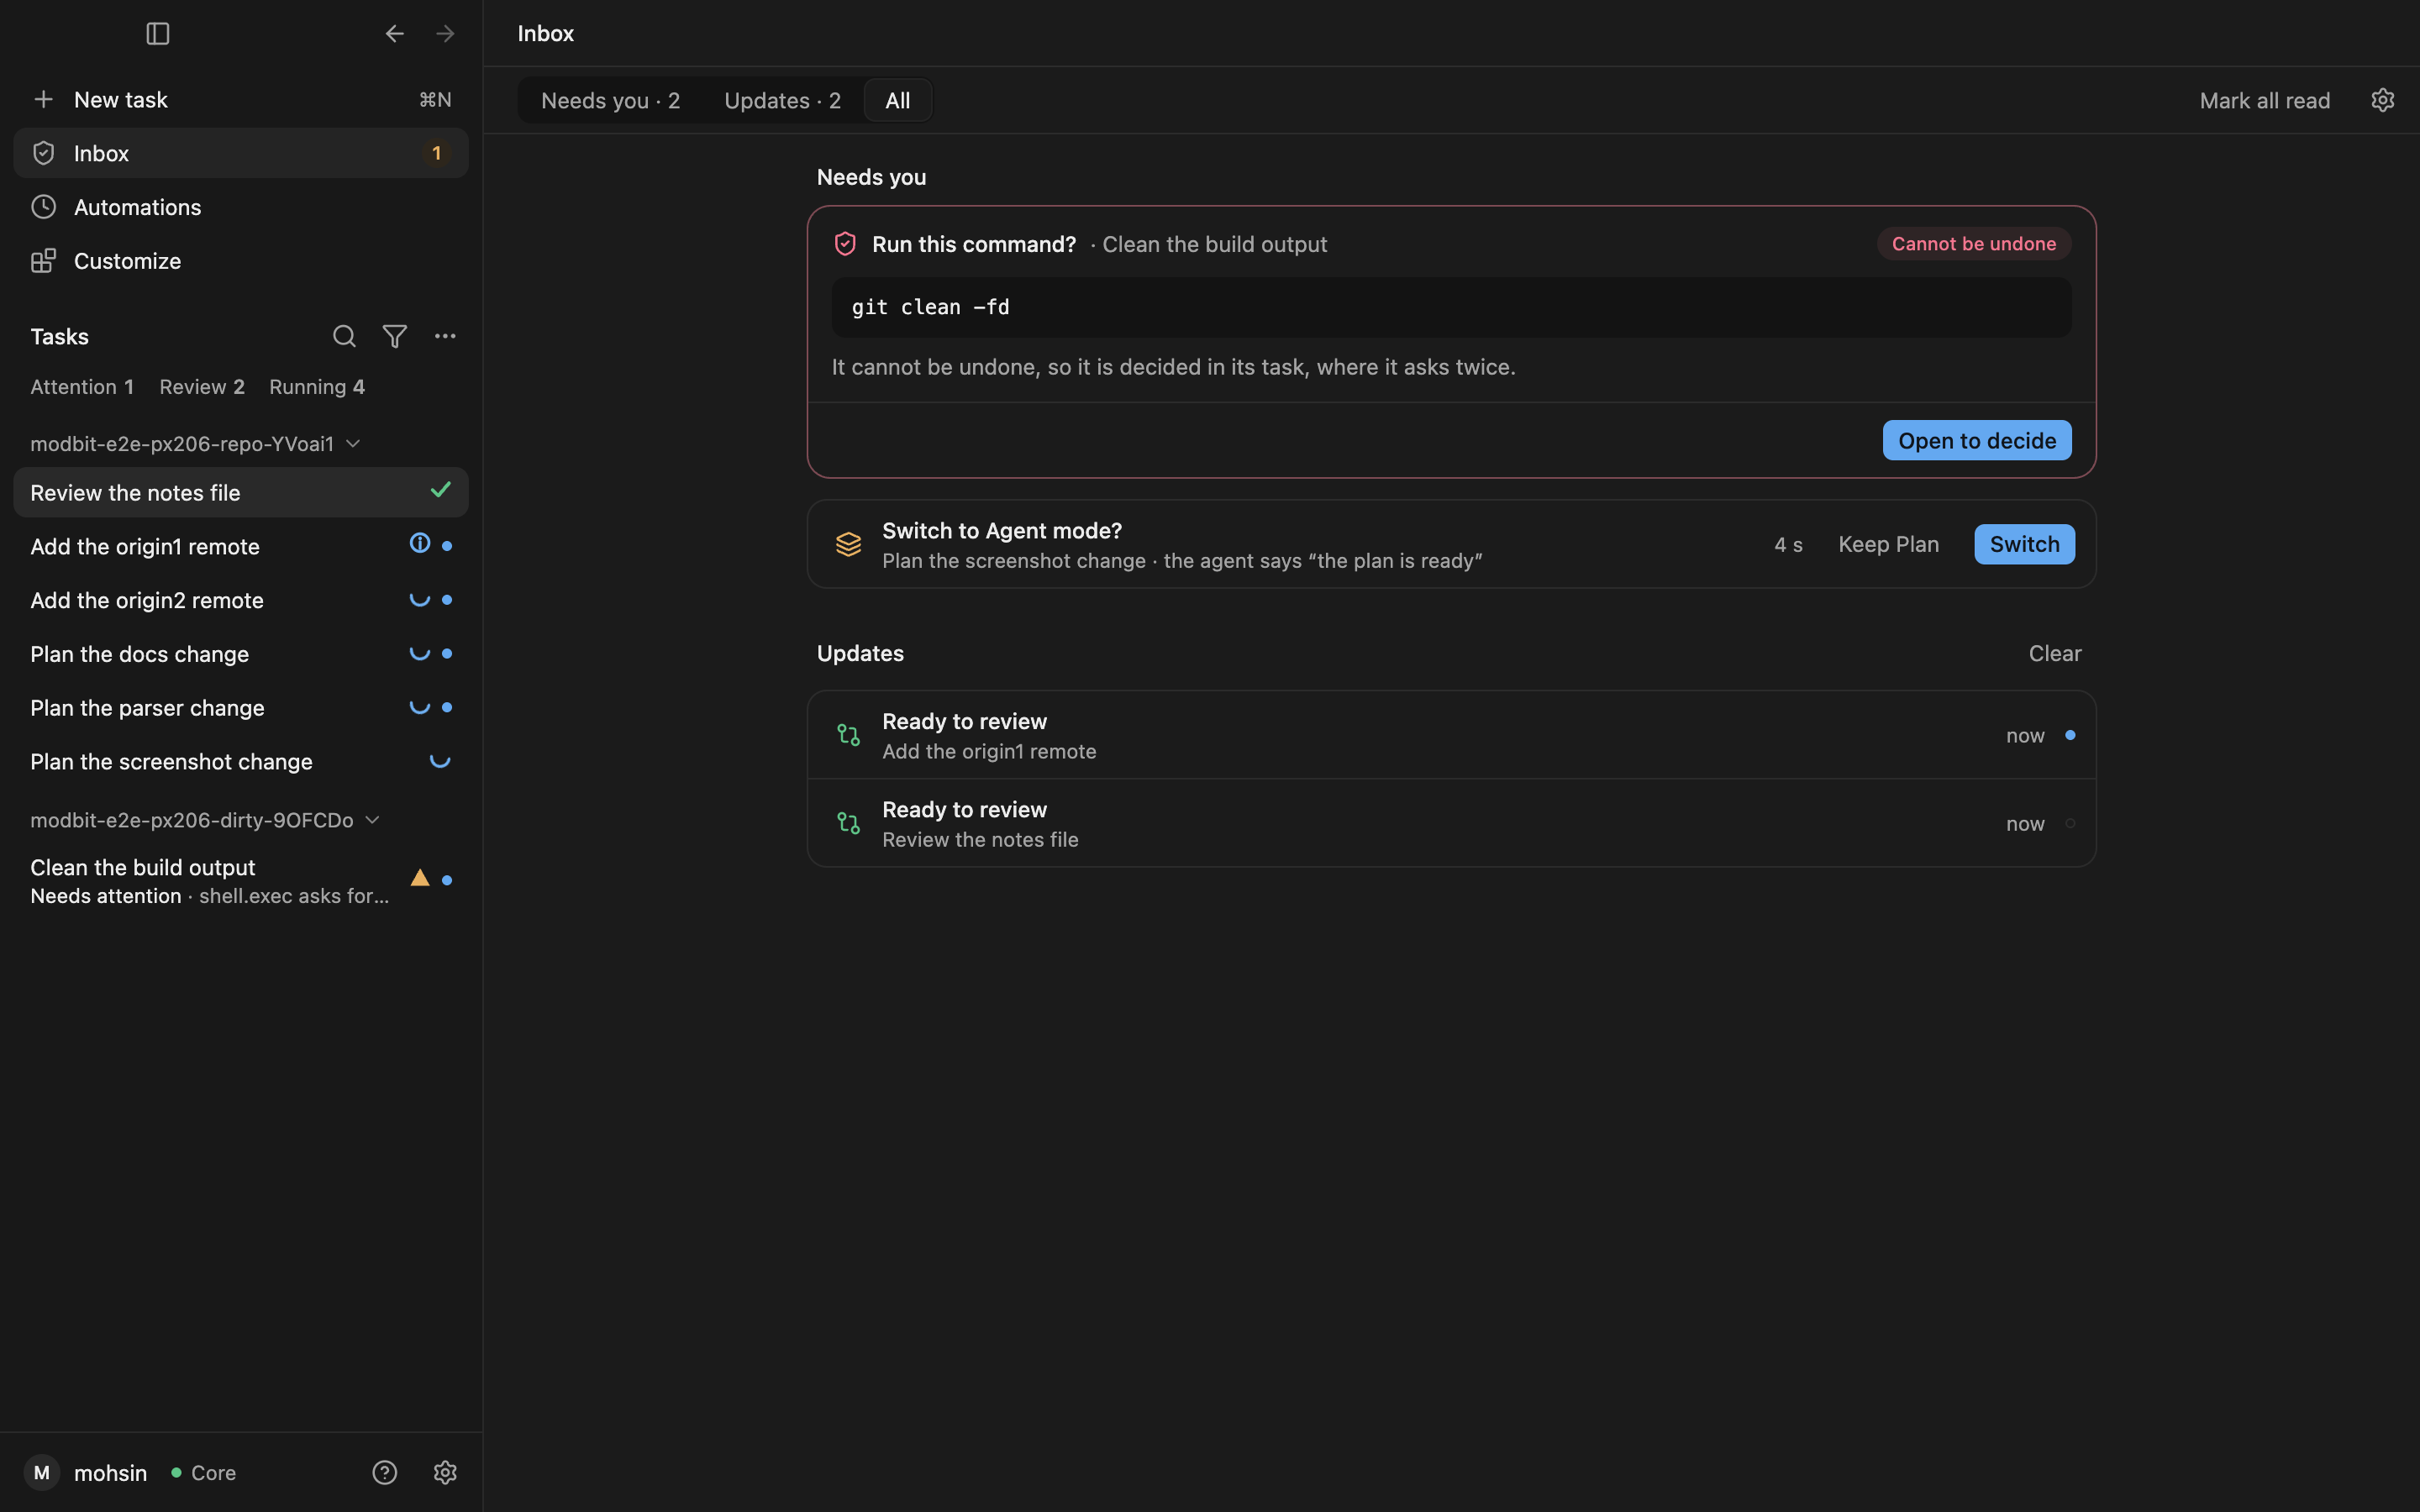 New task ⌘N
Inbox 1
Automations
Customize
Tasks
Attention 1 Review 2 Running 4
modbit-e2e-px206-repo-YVoai1
Review the notes file
Add the origin1 remote
Add the origin2 remote
Plan the docs change
Plan the parser change
Plan the screenshot change
modbit-e2e-px206-dirty-9OFCDo
Clean the build output
Needs attention · shell.exec asks for...
M mohsin Core
Inbox
Needs you · 2 Updates · 2 All Mark all read
Needs you
Run this command? · Clean the build output Cannot be undone
git clean -fd
It cannot be undone, so it is decided in its task, where it asks twice.
Open to decide
Switch to Agent mode?
Plan the screenshot change · the agent says “the plan is ready”
4 s Keep Plan Switch
Updates Clear
Ready to review
Add the origin1 remote
now
Ready to review
Review the notes file
now